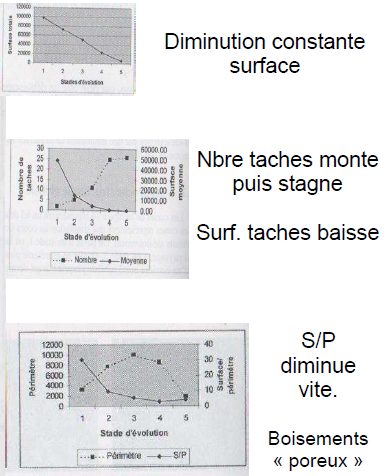 Surface totale
120000
100000
80000
60000
40000
20000
0
1 2 3 4 5
Stades d'évolution
Diminution constante
surface
Nombre de
taches
30
25
20
15
10
5
0
60000,00
50000,00
40000,00
30000,00
20000,00
10000,00
0,00
Surface
moyenne
1 2 3 4 5
Stade d'évolution
Nombre Moyenne
Nbre taches monte
puis stagne
Surf. taches baisse
Périmètre
12000
10000
8000
6000
4000
2000
0
40
30
20
10
0
Surface/
périmètre
1 2 3 4 5
Stade d'évolution
Périmètre S/P
S/P
diminue
vite.
Boisements
« poreux »